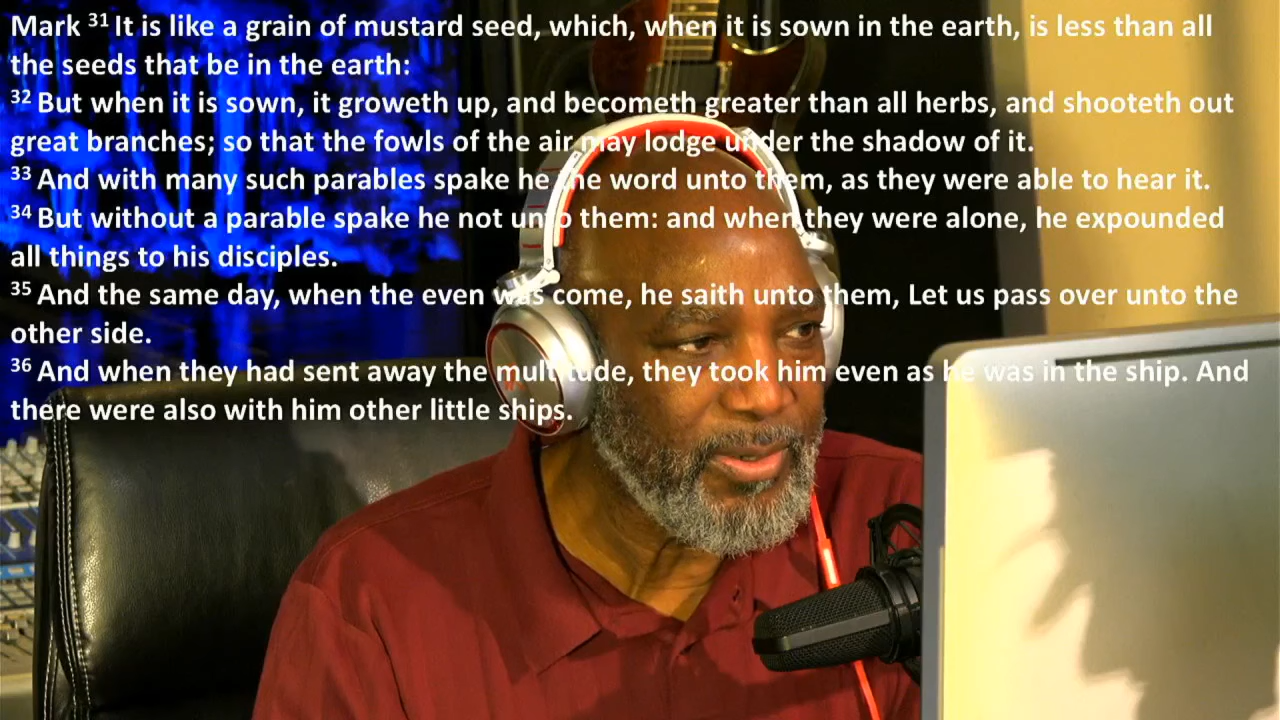 Mark ³¹ It is like a grain of mustard seed, which, when it is sown in the earth, is less than all
the seeds that be in the earth:
³² But when it is sown, it groweth up, and becometh greater than all herbs, and shooteth out
great branches; so that the fowls of the air may lodge under the shadow of it.
³³ And with many such parables spake he the word unto them, as they were able to hear it.
³⁴ But without a parable spake he not unto them: and when they were alone, he expounded
all things to his disciples.
³⁵ And the same day, when the even was come, he saith unto them, Let us pass over unto the
other side.
³⁶ And when they had sent away the multitude, they took him even as he was in the ship. And
there were also with him other little ships.